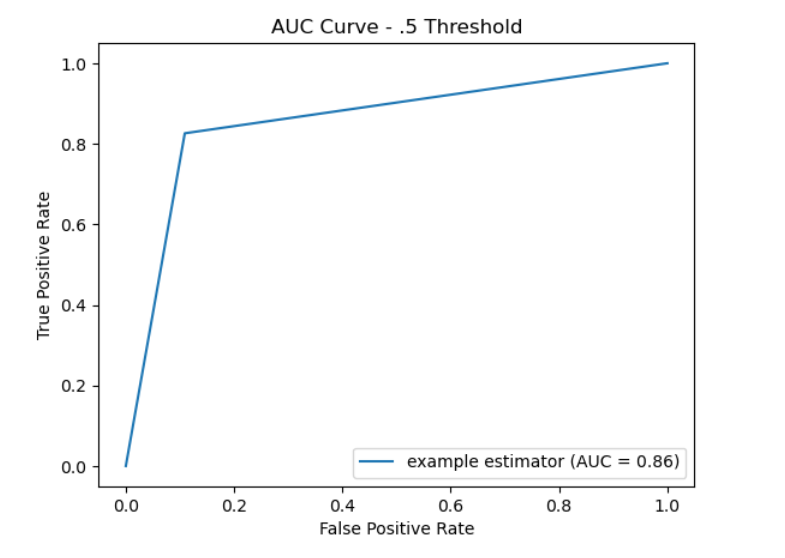 AUC Curve - .5 Threshold
1.0
0.8
0.6
0.4
0.2
0.0
True Positive Rate
example estimator (AUC = 0.86)
0.0 0.2 0.4 0.6 0.8 1.0
False Positive Rate